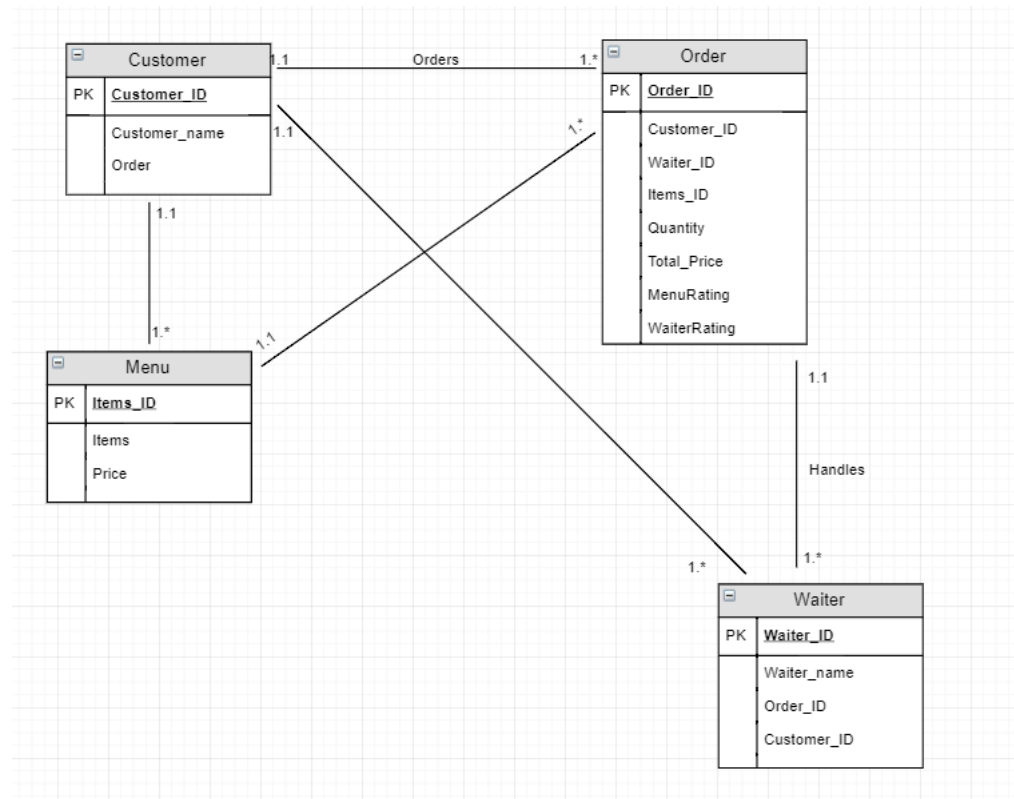 Customer
PK Customer_ID
Customer_name
Order
1.1
Orders
1.*
Order
PK Order_ID
Customer_ID
Waiter_ID
Items_ID
Quantity
Total_Price
MenuRating
WaiterRating
1.1
1.*
1.1
1.*
1.1
Menu
PK Items_ID
Items
Price
1.1
Handles
1.*
1.*
Waiter
PK Waiter_ID
Waiter_name
Order_ID
Customer_ID